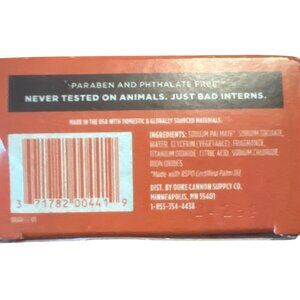 PARABEN AND PHTHALATE FREE
NEVER TESTED ON ANIMALS. JUST BAD INTERNS.
MADE IN THE USA WITH DOMESTIC & GLOBALLY SOURCED MATERIALS.
INGREDIENTS: SODIUM PALMATE*, SODIUM COCOATE,
WATER, GLYCERIN (VEGETABLE), FRAGRANCE,
TITANIUM DIOXIDE, CITRIC ACID, SODIUM CHLORIDE,
IRON OXIDES
*Made with RSPO Certified Palm Oil
DIST. BY DUKE CANNON SUPPLY CO.
MINNEAPOLIS, MN 55401
1-855-354-4438
3 71782 00441 9